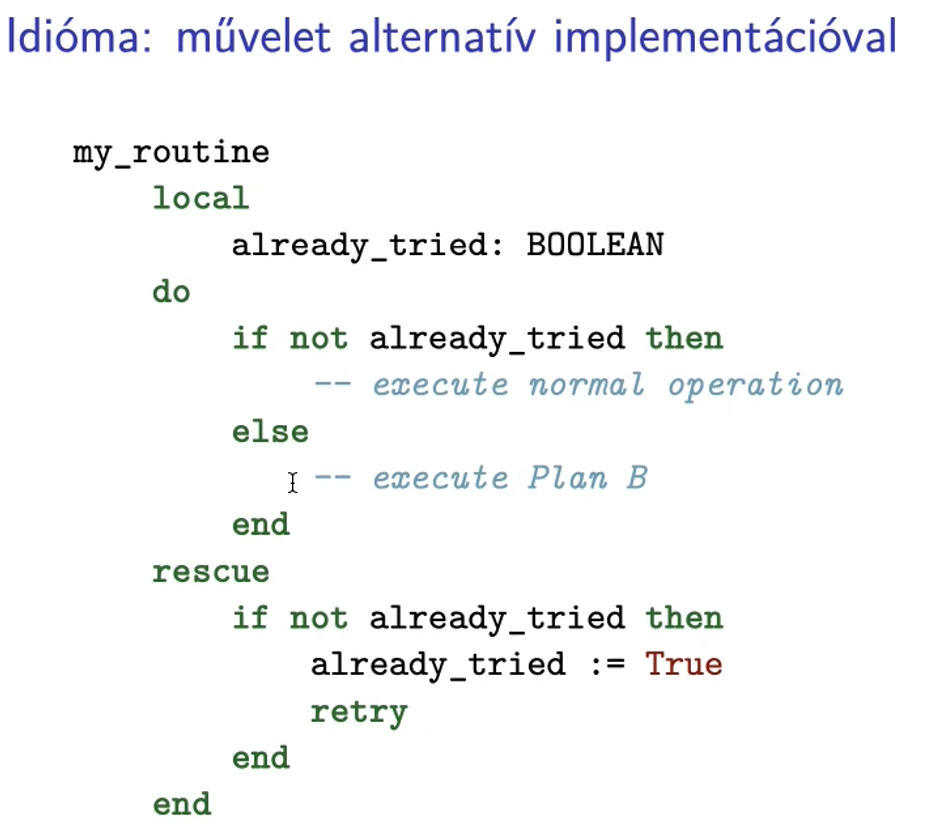 Idióma: művelet alternatív implementációval
my_routine
local
already_tried: BOOLEAN
do
if not already_tried then
-- execute normal operation
else
-- execute Plan B
end
rescue
if not already_tried then
already_tried := True
retry
end
end